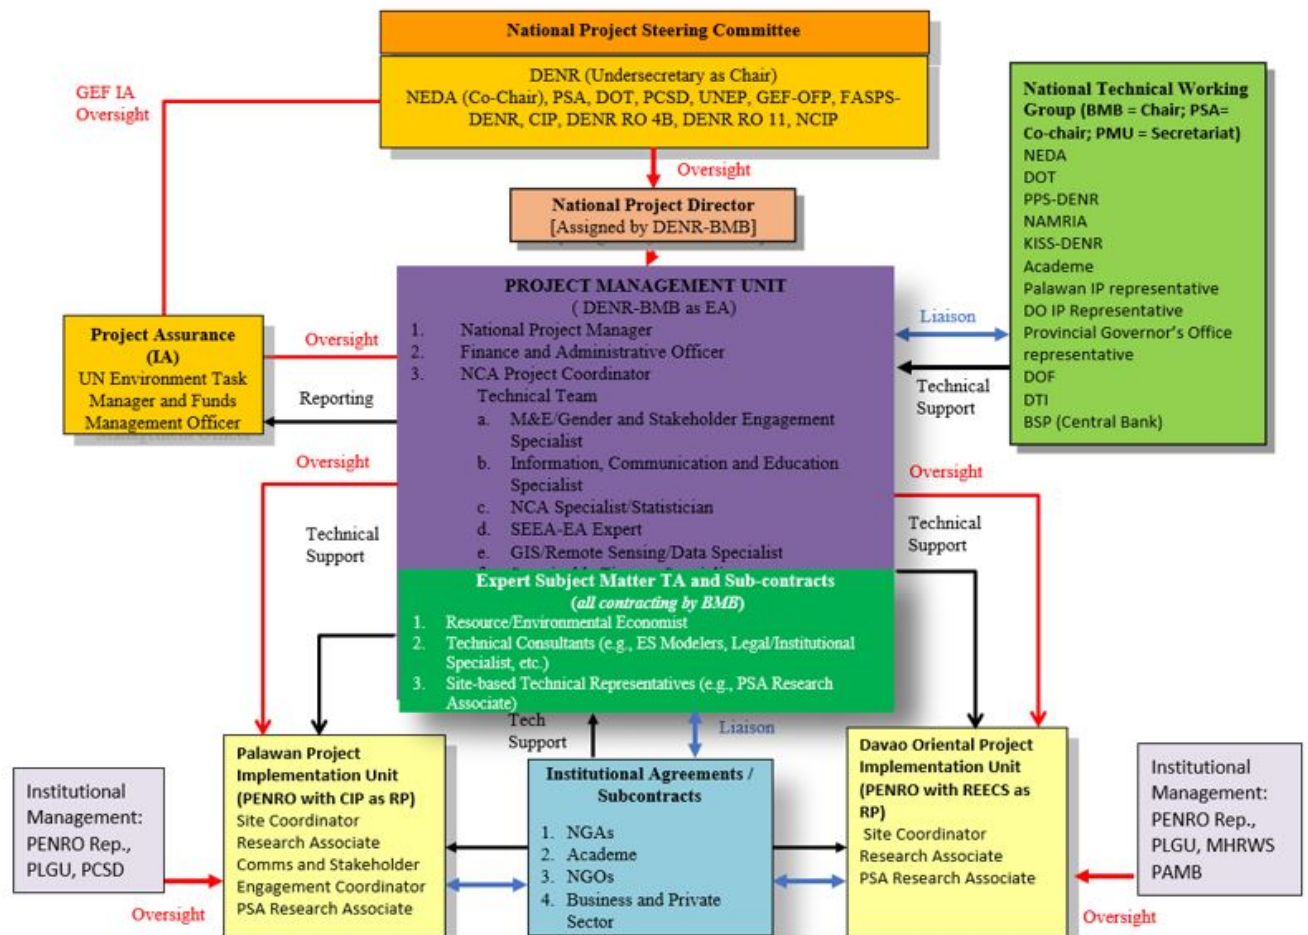 National Project Steering Committee
DENR (Undersecretary as Chair)
NEDA (Co-Chair), PSA, DOT, PCSD, UNEP, GEF-OFP, FASPS-
DENR, CIP, DENR RO 4B, DENR RO 11, NCIP
GEF IA
Oversight
Oversight
National Project Director
[Assigned by DENR-BMB]
National Technical Working
Group (BMB = Chair; PSA=
Co-chair; PMU = Secretariat)
NEDA
DOT
PPS-DENR
NAMRIA
KISS-DENR
Academe
Palawan IP representative
DO IP Representative
Provincial Governor's Office
representative
DOF
DTI
BSP (Central Bank)
PROJECT MANAGEMENT UNIT
( DENR-BMB as EA)
1. National Project Manager
2. Finance and Administrative Officer
3. NCA Project Coordinator
Technical Team
a. M&E/Gender and Stakeholder Engagement
Specialist
b. Information, Communication and Education
Specialist
c. NCA Specialist/Statistician
d. SEEA-EA Expert
e. GIS/Remote Sensing/Data Specialist
Project Assurance
(IA)
UN Environment Task
Manager and Funds
Management Officer
Oversight
Reporting
Liaison
Technical
Support
Oversight
Technical
Support
Oversight
Technical
Support
Expert Subject Matter TA and Sub-contracts
(all contracting by BMB)
1. Resource/Environmental Economist
2. Technical Consultants (e.g., ES Modelers, Legal/Institutional
Specialist, etc.)
3. Site-based Technical Representatives (e.g., PSA Research
Associate)
Tech
Support
Liaison
Institutional
Management:
PENRO Rep.,
PLGU, PCSD
Oversight
Palawan Project
Implementation Unit
(PENRO with CIP as RP)
Site Coordinator
Research Associate
Comms and Stakeholder
Engagement Coordinator
PSA Research Associate
Institutional Agreements /
Subcontracts
1. NGAs
2. Academe
3. NGOs
4. Business and Private
Sector
Davao Oriental Project
Implementation Unit
(PENRO with REECS as
RP)
Site Coordinator
Research Associate
PSA Research Associate
Institutional
Management:
PENRO Rep.,
PLGU, MHRWS
PAMB
Oversight